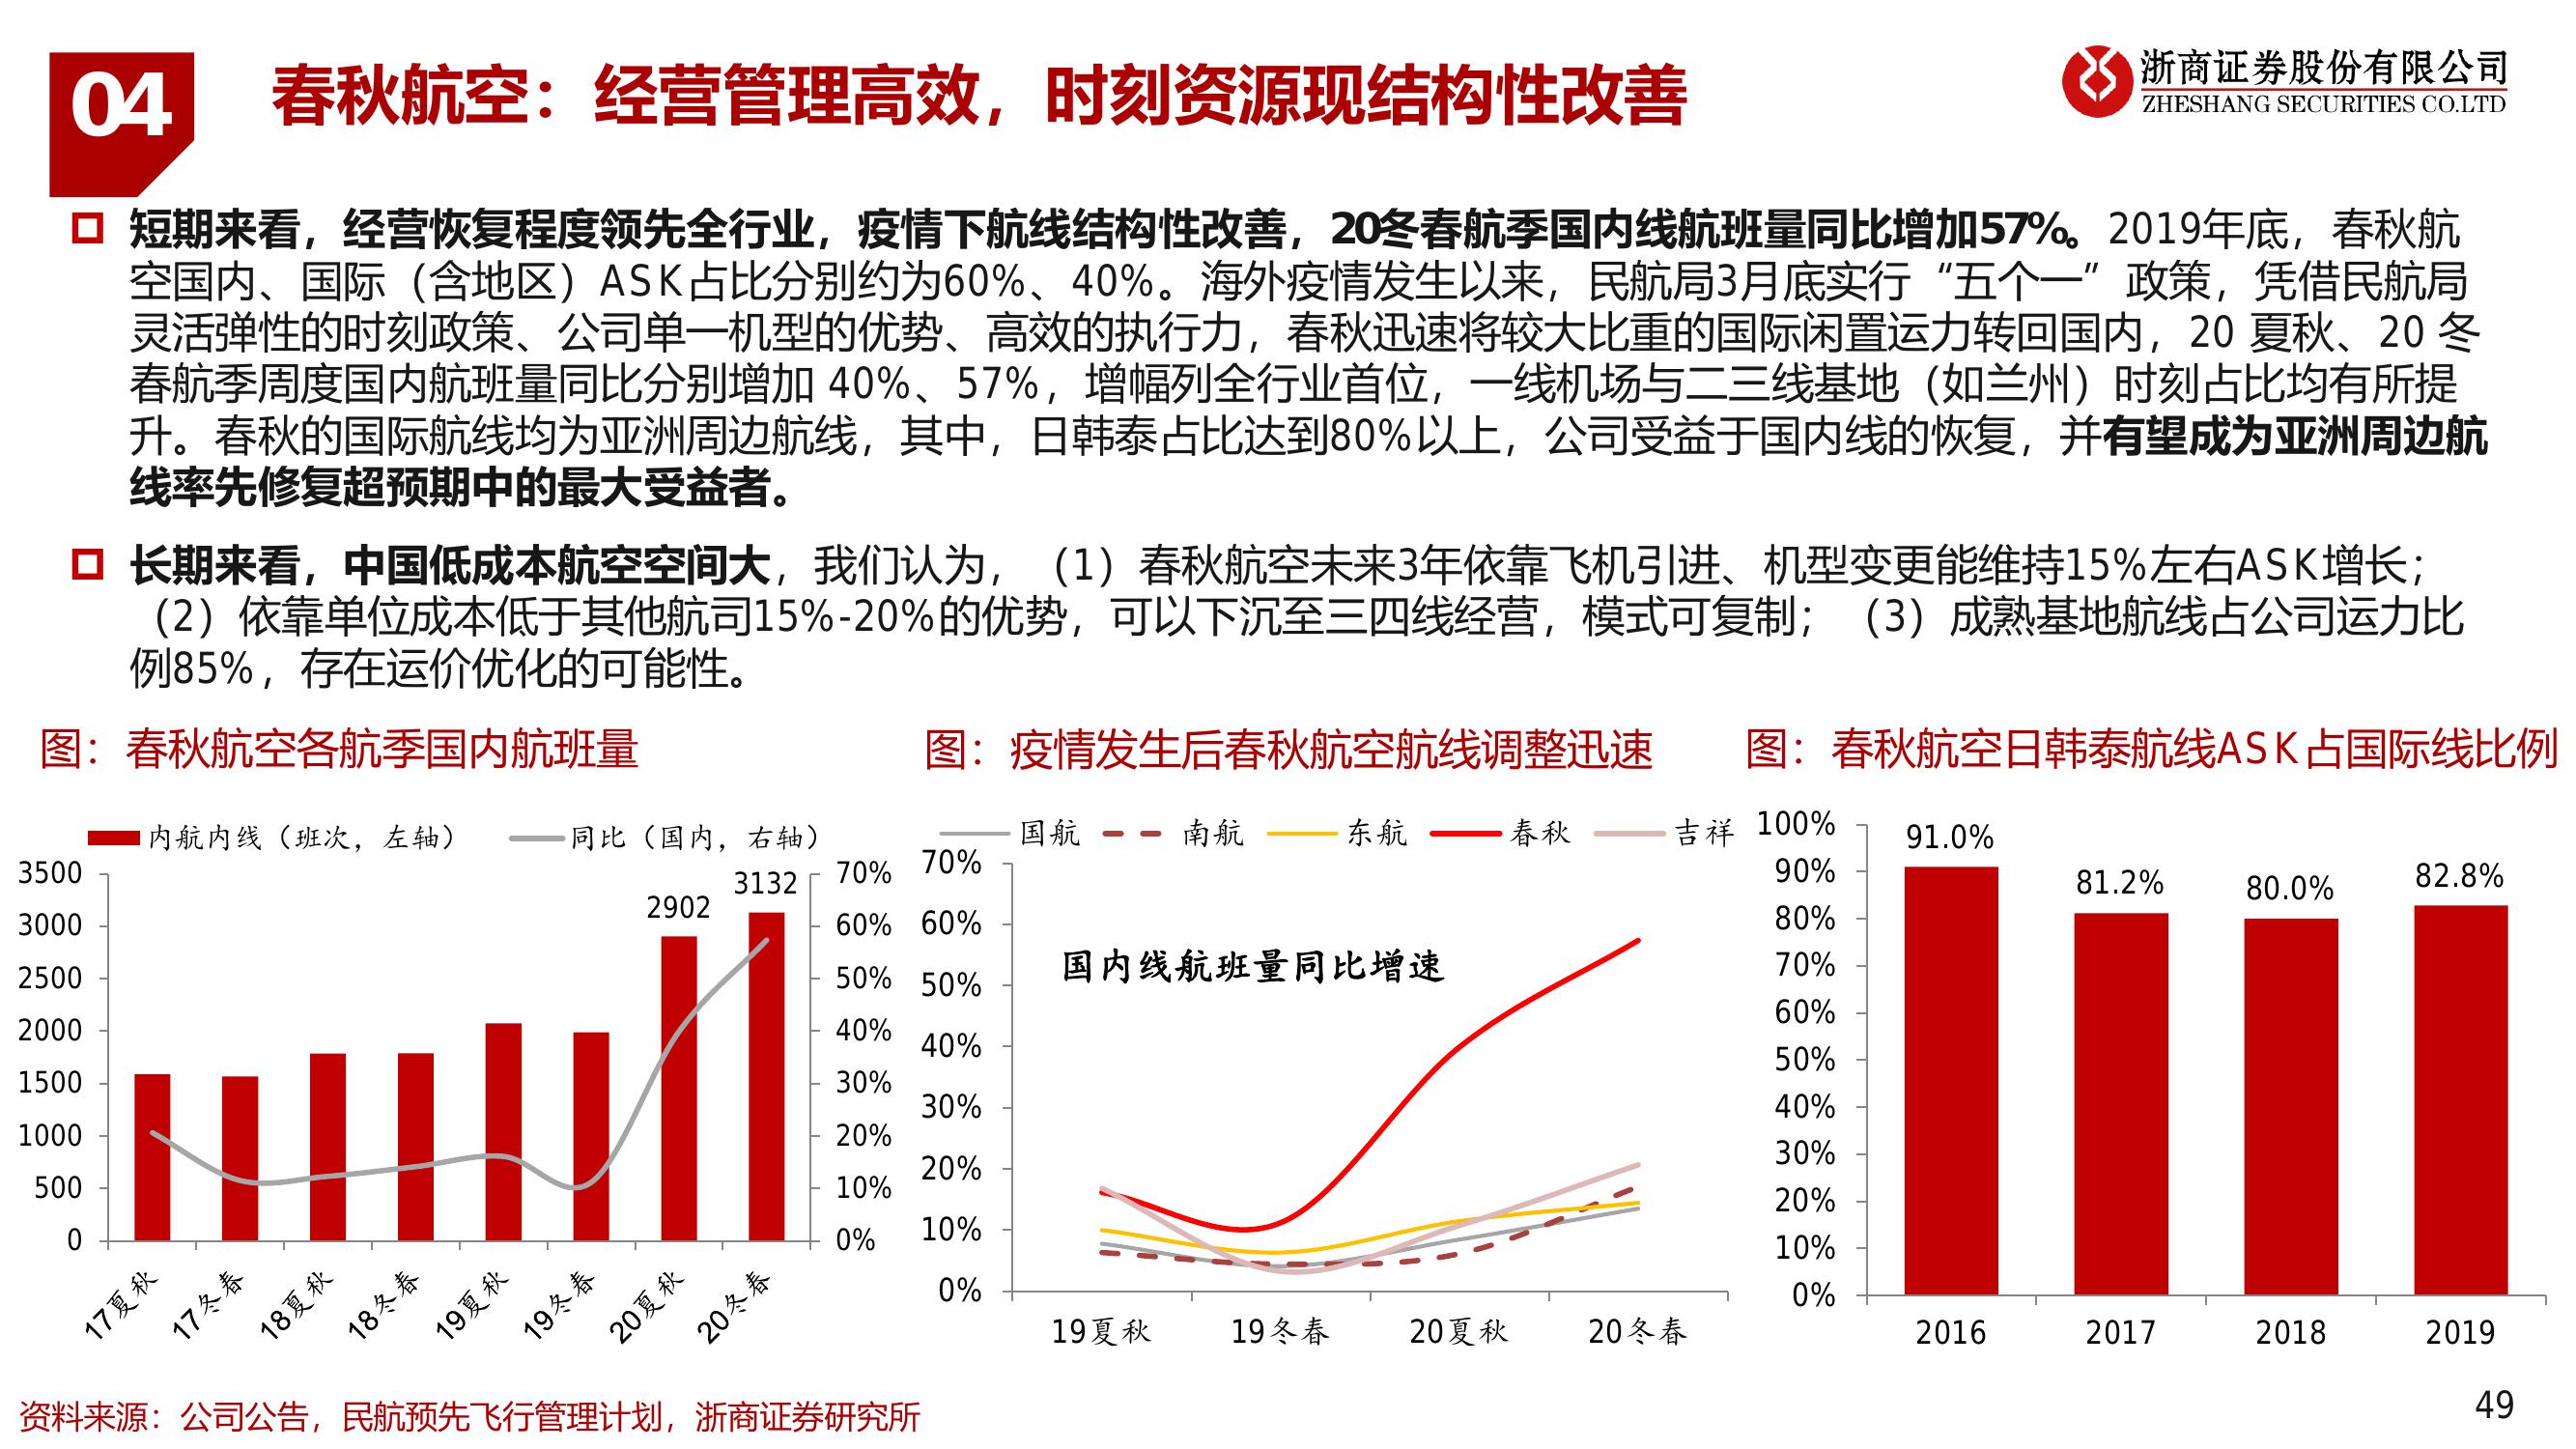 04
春秋航空：经营管理高效，时刻资源现结构性改善
浙商证券股份有限公司
ZHESHANG SECURITIES CO.LTD
短期来看，经营恢复程度领先全行业，疫情下航线结构性改善，20冬春航季国内线航班量同比增加57%。2019年底，春秋航
空国内、国际（含地区）ASK占比分别约为60%、40%。海外疫情发生以来，民航局3月底实行“五个一”政策，凭借民航局
灵活弹性的时刻政策、公司单一机型的优势、高效的执行力，春秋迅速将较大比重的国际闲置运力转回国内，20 夏秋、20 冬
春航季周度国内航班量同比分别增加 40%、57%，增幅列全行业首位，一线机场与二三线基地（如兰州）时刻占比均有所提
升。春秋的国际航线均为亚洲周边航线，其中，日韩泰占比达到80%以上，公司受益于国内线的恢复，并有望成为亚洲周边航
线率先修复超预期中的最大受益者。
长期来看，中国低成本航空空间大，我们认为，（1）春秋航空未来3年依靠飞机引进、机型变更能维持15%左右ASK增长；
（2）依靠单位成本低于其他航司15%-20%的优势，可以下沉至三四线经营，模式可复制；（3）成熟基地航线占公司运力比
例85%，存在运价优化的可能性。
图：春秋航空各航季国内航班量
内航内线（班次，左轴）
同比（国内，右轴）
3500
3000
2500
2000
1500
1000
500
0
70%
60%
50%
40%
30%
20%
10%
0%
2902
3132
17夏秋
17冬春
18夏秋
18冬春
19夏秋
19冬春
20夏秋
20冬春
图：疫情发生后春秋航空航线调整迅速
国航
南航
东航
春秋
吉祥
70%
60%
50%
40%
30%
20%
10%
0%
国内线航班量同比增速
19夏秋
19冬春
20夏秋
20冬春
图：春秋航空日韩泰航线ASK占国际线比例
100%
90%
80%
70%
60%
50%
40%
30%
20%
10%
0%
91.0%
81.2%
80.0%
82.8%
2016
2017
2018
2019
资料来源：公司公告，民航预先飞行管理计划，浙商证券研究所
49